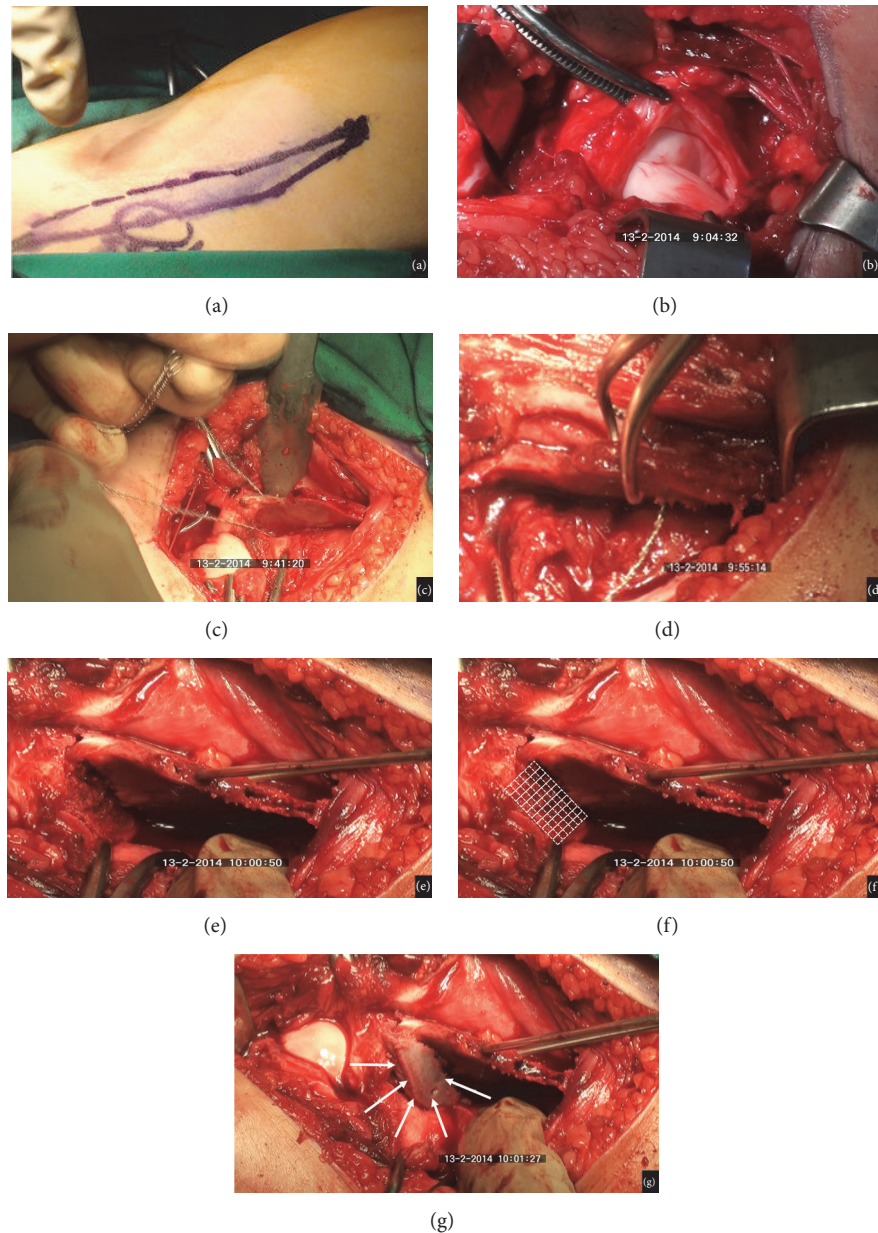 (a)
(b)
13-2-2014 9:04:32
(a)
(b)
13-2-2014 9:41:20
(c)
13-2-2014 9:55:14
(d
(c)
(d)
13-2-2014 10:00:50
(e)
13-2-2014 10:00:50
(f)
(e)
(f)
13-2-2014 10:01:27
(g)
(g)